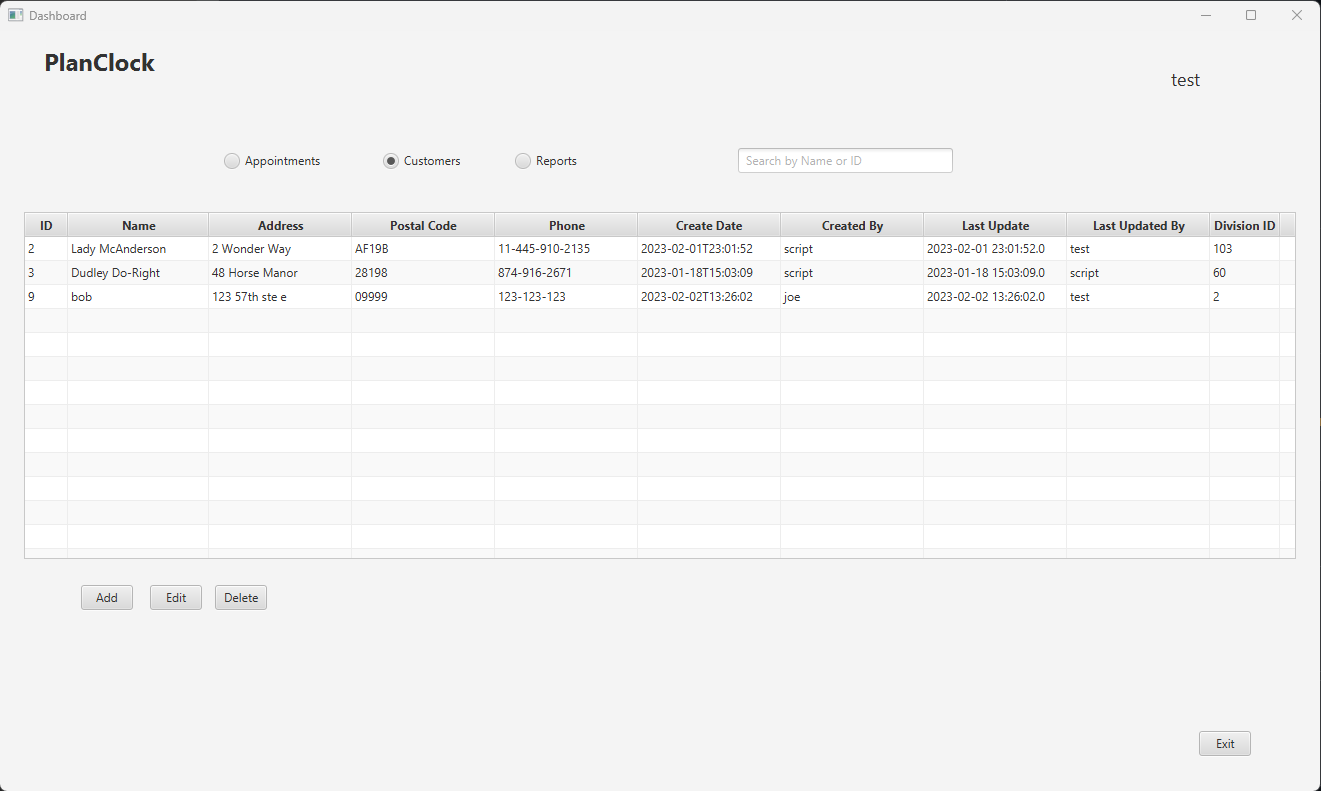 Dashboard
PlanClock
test
Appointments Customers Reports Search by Name or ID
ID Name Address Postal Code Phone Create Date Created By Last Update Last Updated By Division ID
2 Lady McAnderson 2 Wonder Way AF19B 11-445-910-2135 2023-02-01T23:01:52 script 2023-02-01 23:01:52.0 test 103
3 Dudley Do-Right 48 Horse Manor 28198 874-916-2671 2023-01-18T15:03:09 script 2023-01-18 15:03:09.0 script 60
9 bob 123 57th ste e 09999 123-123-123 2023-02-02T13:26:02 joe 2023-02-02 13:26:02.0 test 2
Add Edit Delete
Exit